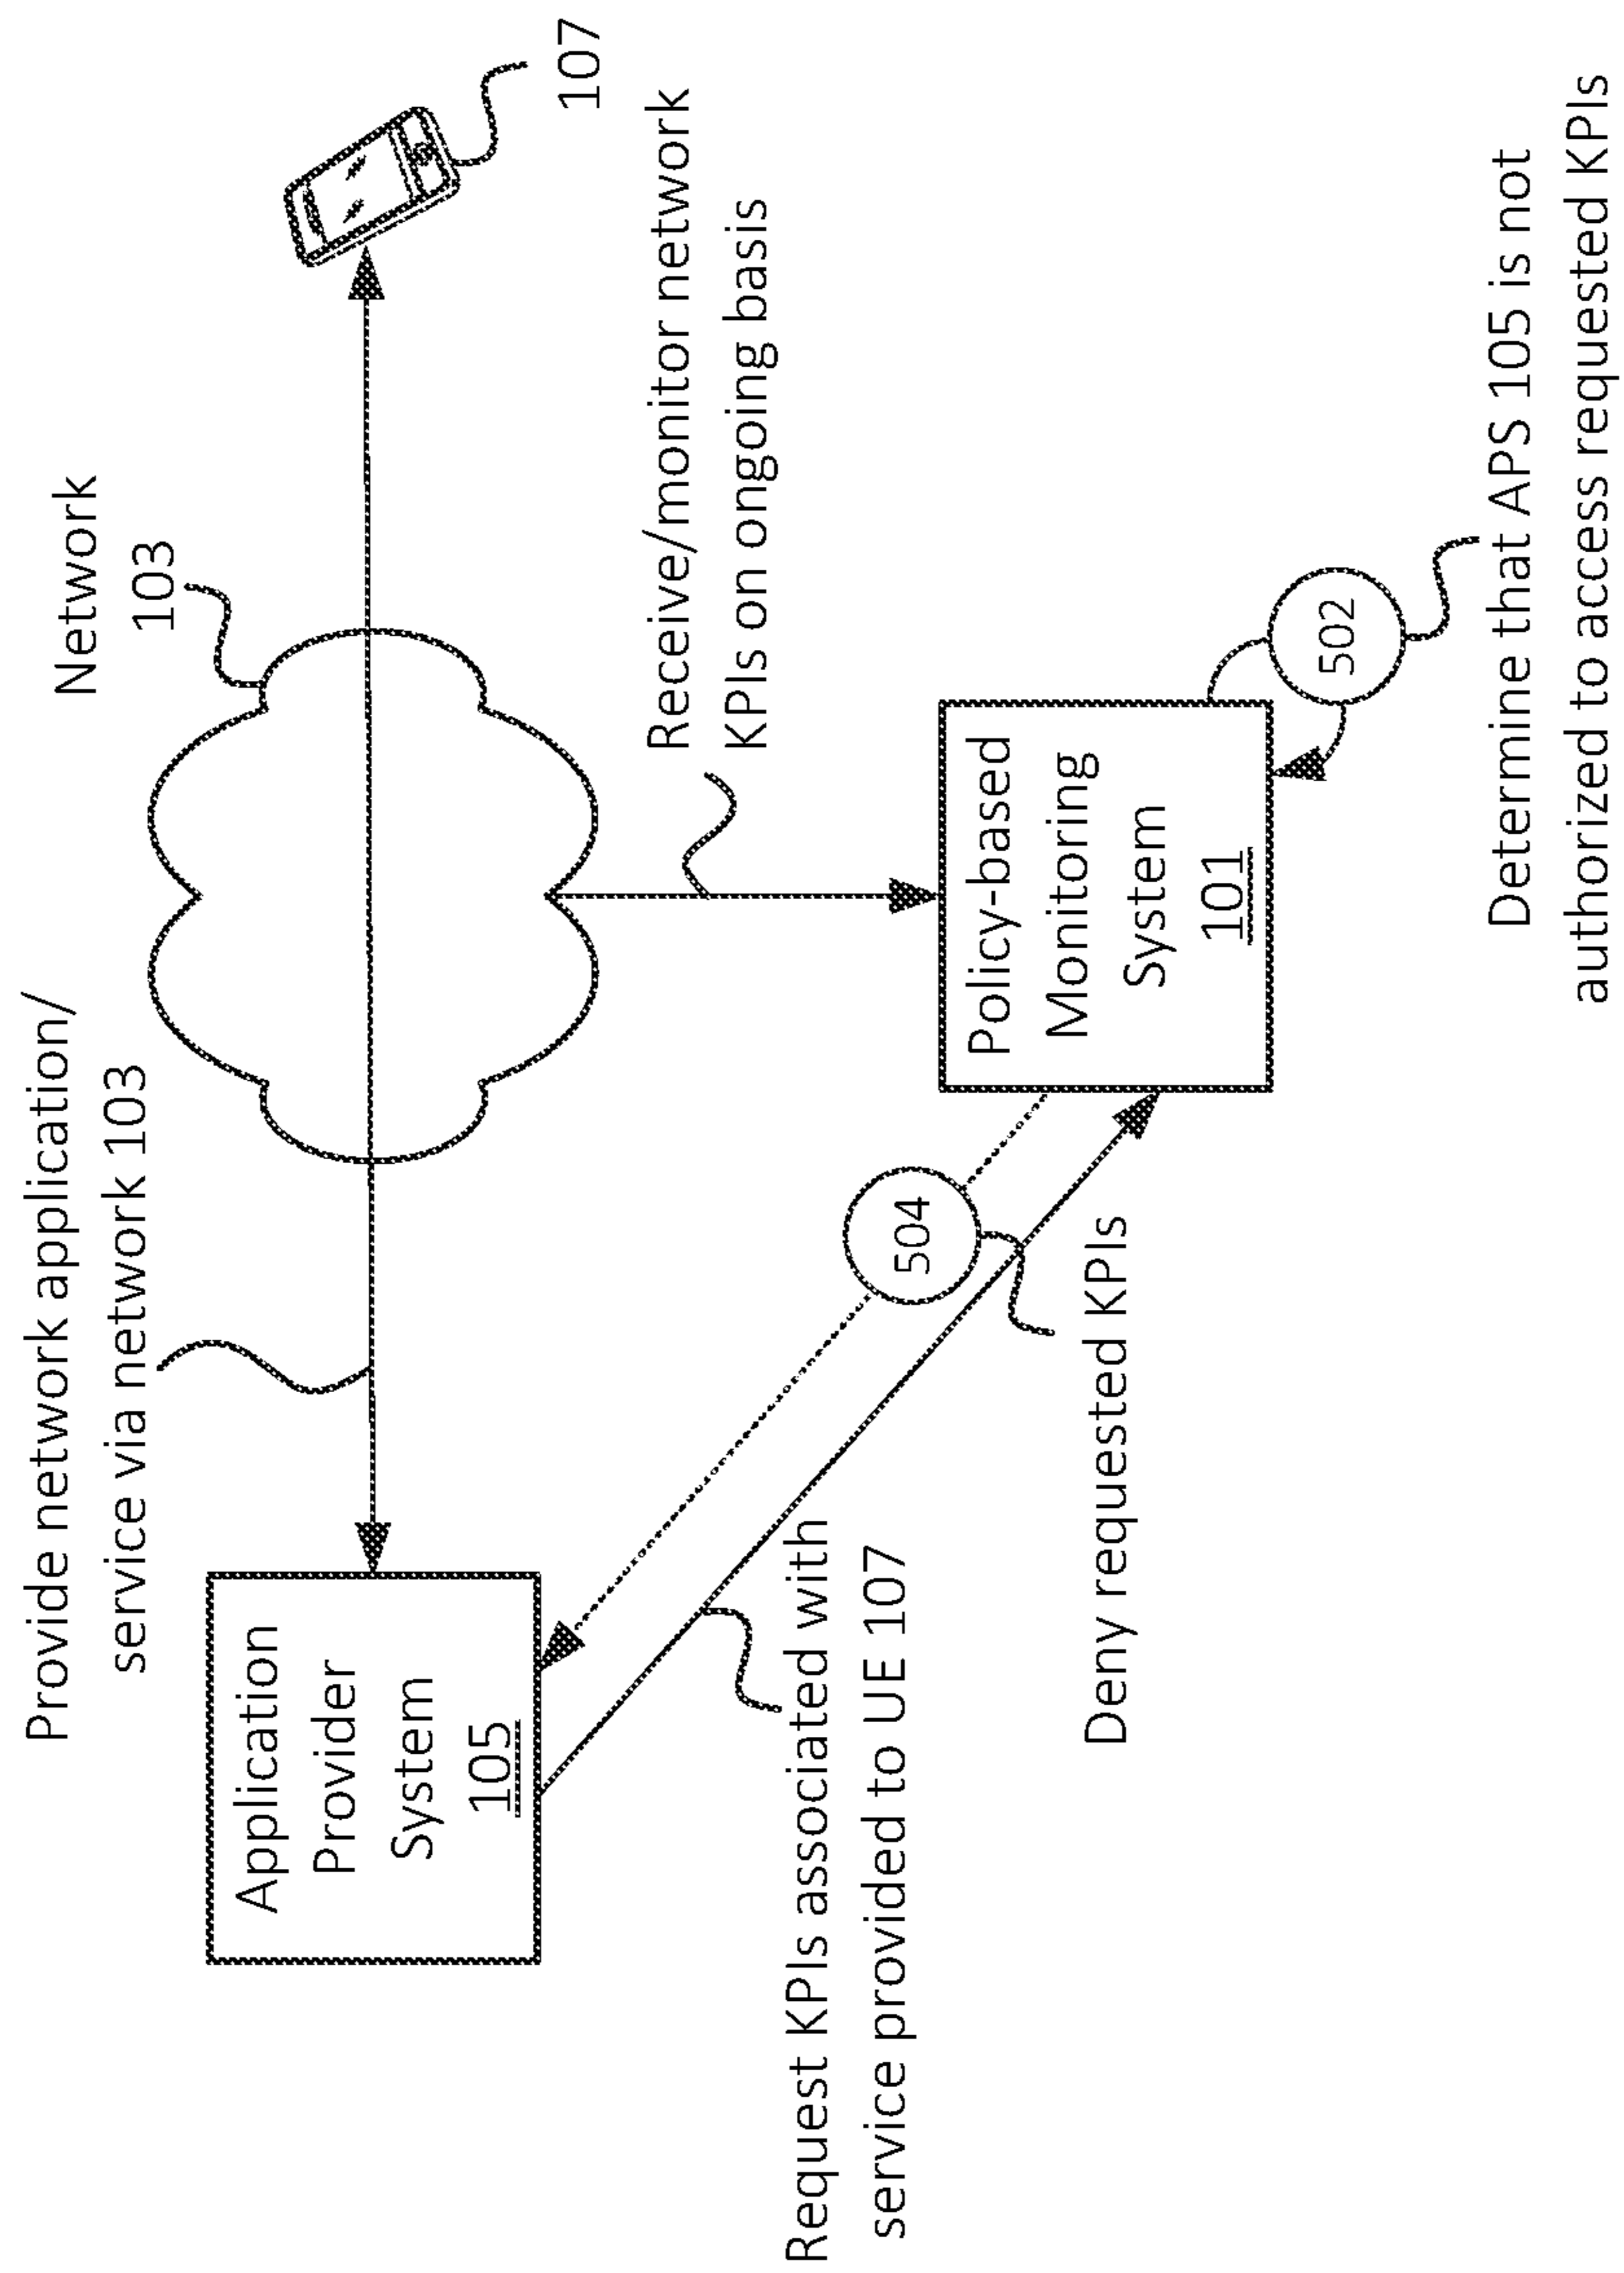 Provide network application/
service via network 103
Network
103
107
Application
Provider
System
105
Receive/monitor network
KPIs on ongoing basis
Request KPIs associated with
service provided to UE 107
504
Deny requested KPIs
Policy-based
Monitoring
System
101
502
Determine that APS 105 is not
authorized to access requested KPIs